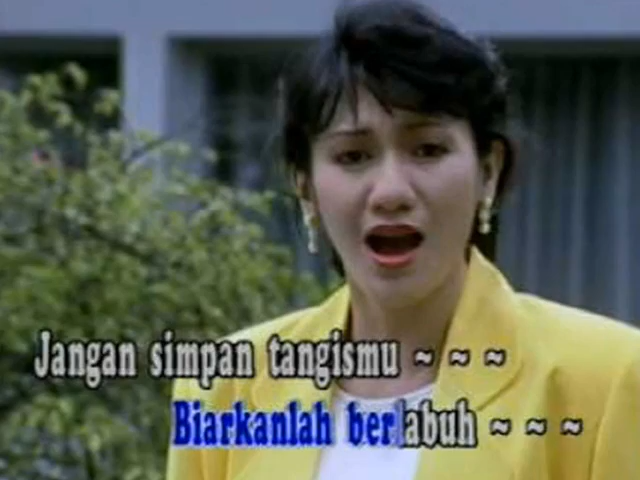 Jangan simpan tangismu ~ ~ ~
Biarkanlah berlabuh ~ ~ ~